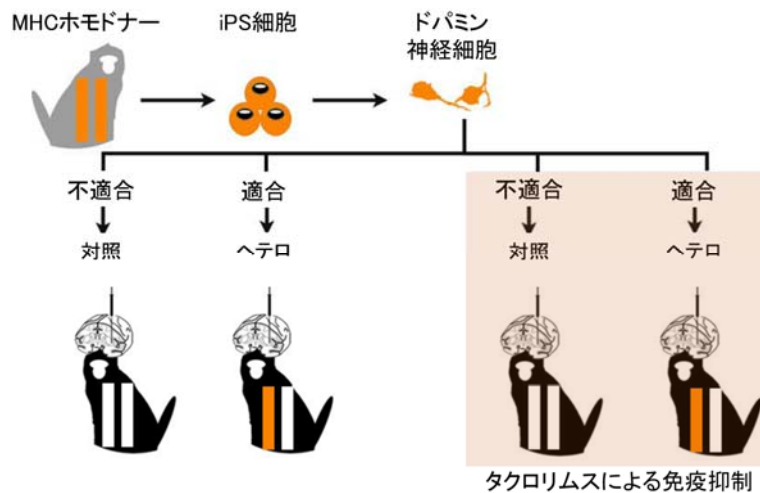 MHCホモドナー
iPS細胞
ドパミン
神経細胞
不適合
適合
不適合
適合
対照
ヘテロ
対照
ヘテロ
タクロリムスによる免疫抑制